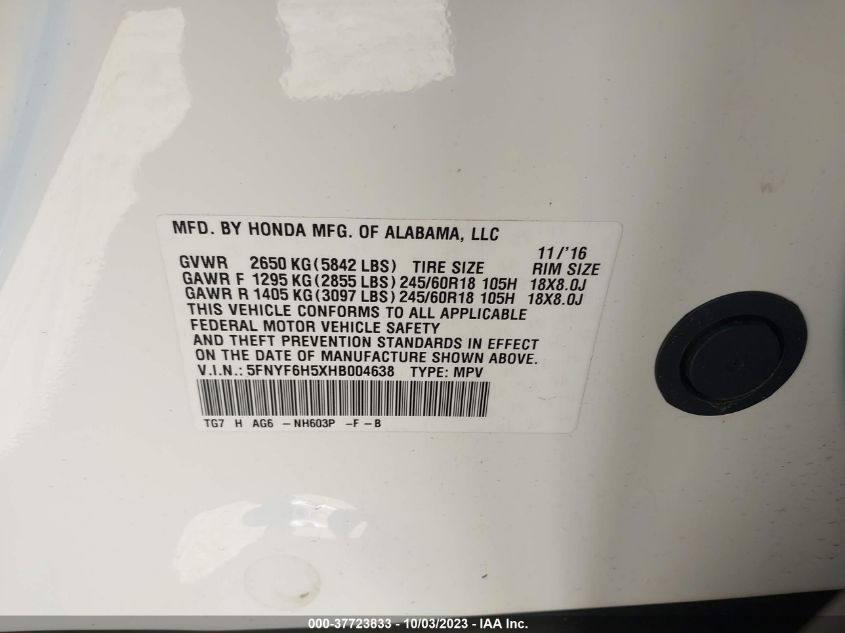 MFD. BY HONDA MFG. OF ALABAMA, LLC
11/'16
GVWR 2650 KG(5842 LBS) TIRE SIZE RIM SIZE
GAWR F 1295 KG(2855 LBS)245/60R18 105H 18X8.0J
GAWR R 1405 KG(3097 LBS)245/60R18 105H 18X8.0J
THIS VEHICLE CONFORMS TO ALL APPLICABLE
FEDERAL MOTOR VEHICLE SAFETY
AND THEFT PREVENTION STANDARDS IN EFFECT
ON THE DATE OF MANUFACTURE SHOWN ABOVE.
V.I.N.: 5FNYF6H5XHB004638 TYPE: MPV
TG7 H AG6 -NH603P -F-B
000-37723833 - 10/03/2023 - IAA Inc.